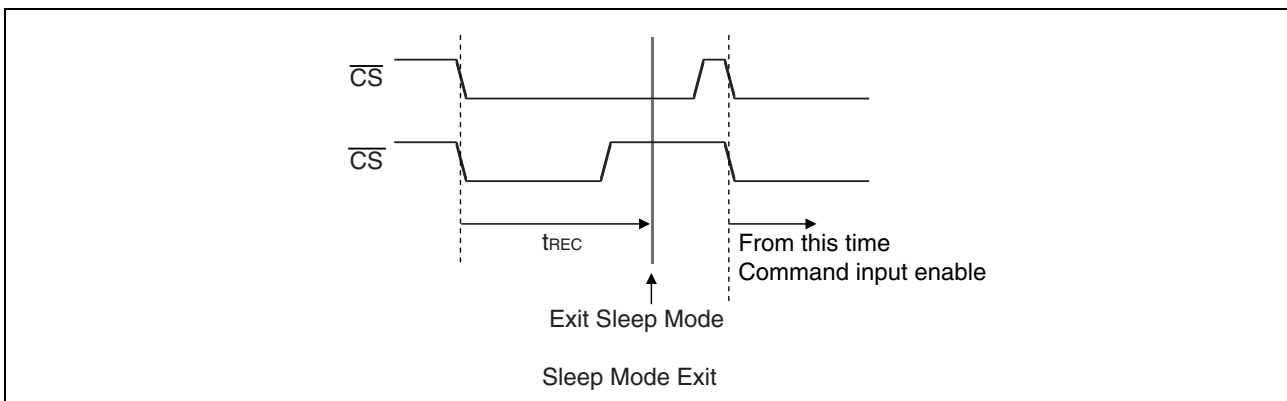 CS
CS
tREC
From this time
Command input enable
Exit Sleep Mode
Sleep Mode Exit